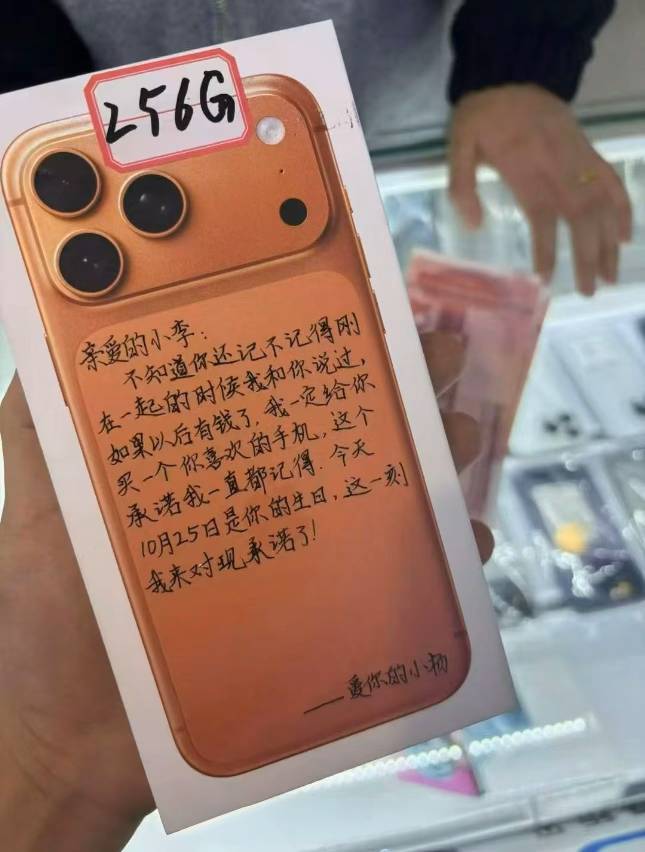 256G
亲爱的小李：
不知道你还记不记得刚
在一起的时候我和你说过，
如果以后有钱了，我一定给你
买一个你喜欢的手机，这个
承诺我一直都记得．今天
10月25日是你的生日，这一刻
我来对现承诺了！
——爱你的小杨